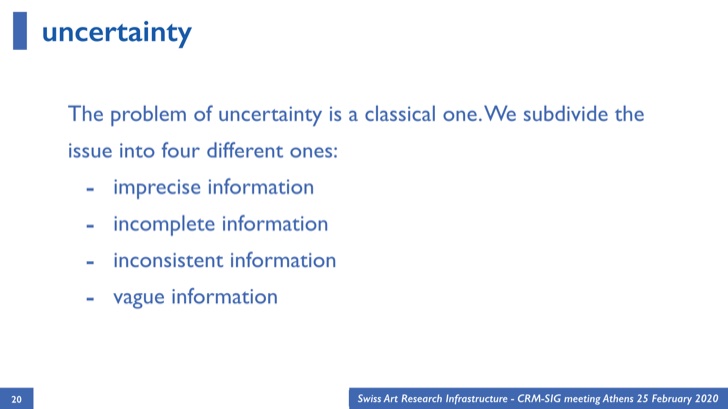 uncertainty
The problem of uncertainty is a classical one. We subdivide the
issue into four different ones:
- imprecise information
- incomplete information
- inconsistent information
- vague information
20
Swiss Art Research Infrastructure - CRM-SIG meeting Athens 25 February 2020